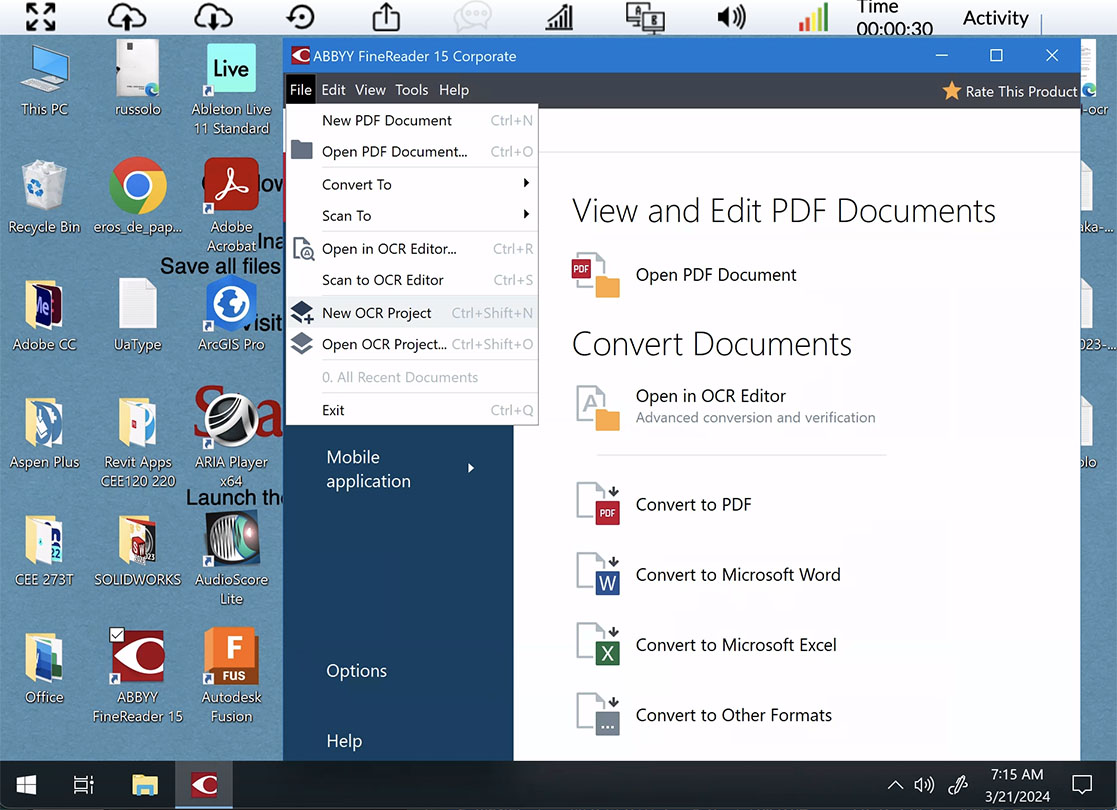 Time
00:00:30
Activity
A
B
This PC
russolo
Live
Ableton Live
11 Standard
Recycle Bin
eros_de_pap...
Adobe
Acrobat
Save all files
Adobe CC
UaType
ArcGIS Pro
Aspen Plus
Revit Apps
CEE120 220
ARIA Player
x64
Launch the
CEE 273T
SOLIDWORKS
AudioScore
Lite
Office
ABBYY
FineReader 15
F
FUS
Autodesk
Fusion
ABBYY FineReader 15 Corporate
File Edit View Tools Help
Rate This Product
New PDF Document Ctrl+N
Open PDF Document... Ctrl+O
Convert To
Scan To
Open in OCR Editor... Ctrl+R
Scan to OCR Editor Ctrl+S
New OCR Project Ctrl+Shift+N
Open OCR Project... Ctrl+Shift+O
0. All Recent Documents
Exit Ctrl+Q
Mobile
application
Options
Help
View and Edit PDF Documents
PDF
Open PDF Document
Convert Documents
A
Open in OCR Editor
Advanced conversion and verification
PDF
Convert to PDF
W
Convert to Microsoft Word
X
Convert to Microsoft Excel
...
Convert to Other Formats
-ocr
aka-...
023-...
olo
7:15 AM
3/21/2024